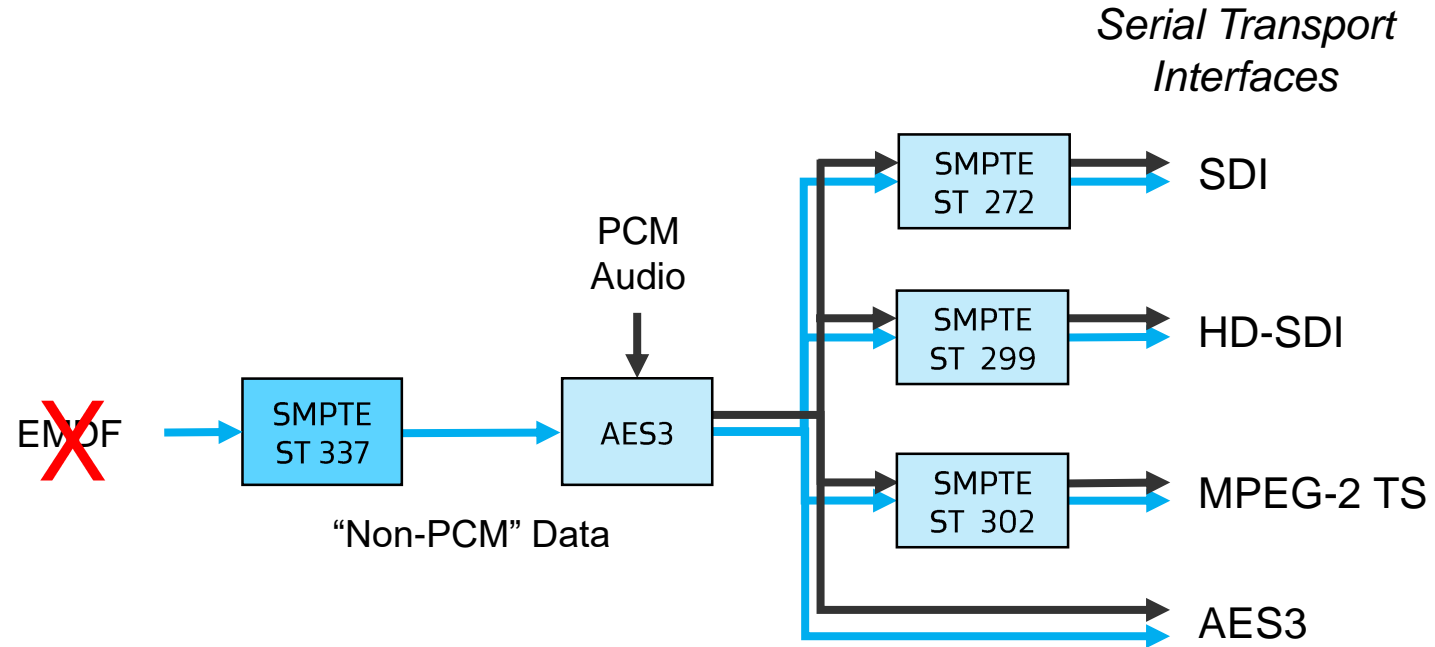 Serial Transport
Interfaces
SMPTE
ST 272
SDI
PCM
Audio
SMPTE
ST 299
HD-SDI
EMDF
X
SMPTE
ST 337
AES3
SMPTE
ST 302
MPEG-2 TS
“Non-PCM” Data
AES3